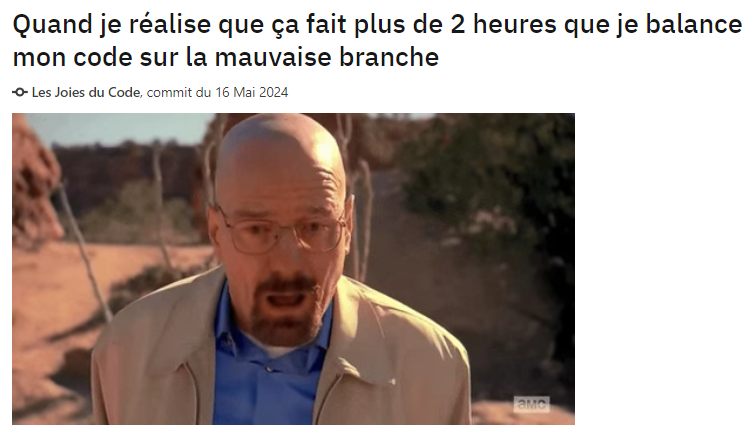 Quand je réalise que ça fait plus de 2 heures que je balance
mon code sur la mauvaise branche
Les Joies du Code, commit du 16 Mai 2024
amc